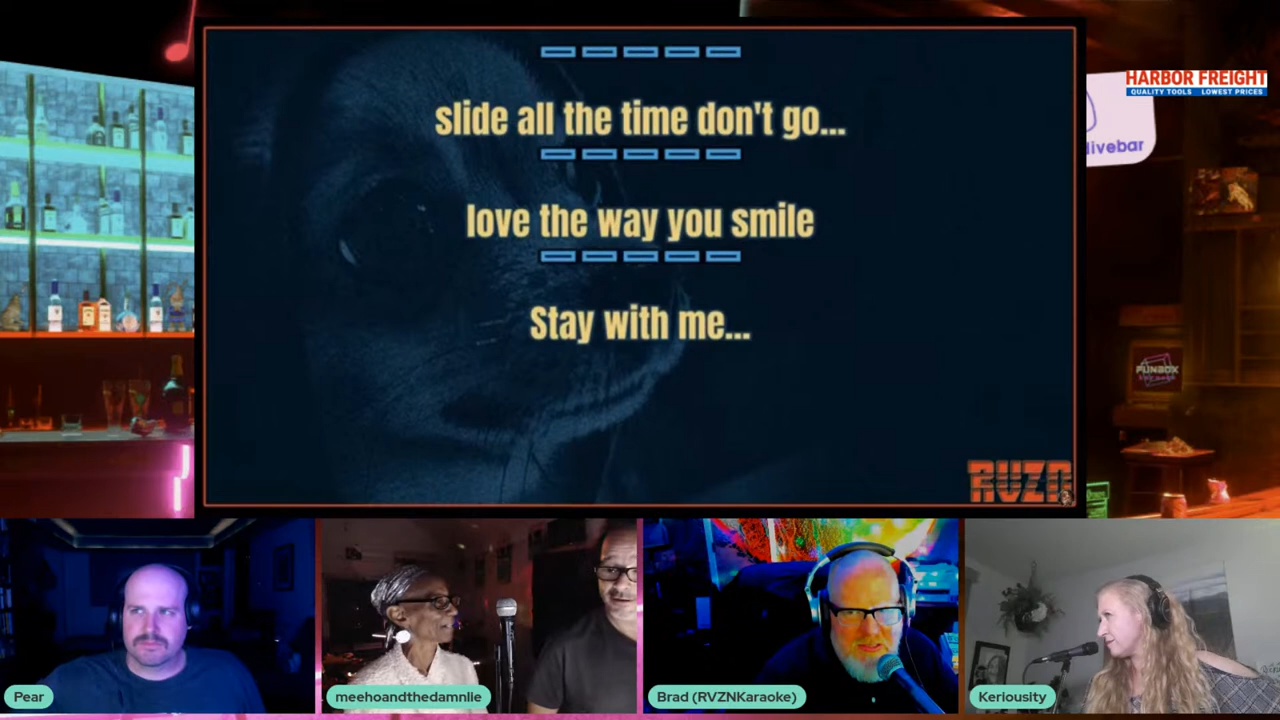 slide all the time don't go...
love the way you smile
Stay with me...
HARBOR FREIGHT
QUALITY TOOLS LOWEST PRICES
livebar
FUNBOX
RVZN
Pear
meehoandthedamnlie
Brad (RVZNKaraoke)
Keriousity